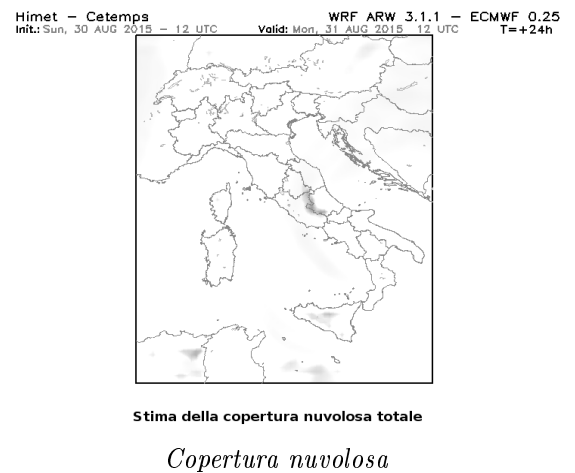 Himet – Cetemps WRF ARW 3.1.1 – ECMWF 0.25
Init.: Sun, 30 AUG 2015 – 12 UTC Valid: Mon, 31 AUG 2015 12 UTC T=+24h
Stima della copertura nuvolosa totale
Copertura nuvolosa